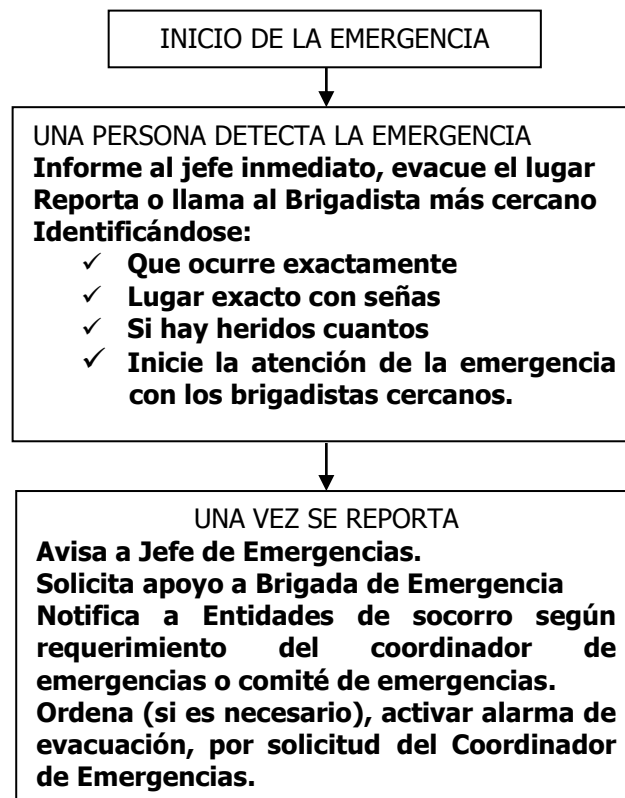 INICIO DE LA EMERGENCIA
UNA PERSONA DETECTA LA EMERGENCIA
Informe al jefe inmediato, evacue el lugar
Reporta o llama al Brigadista más cercano
Identificándose:
✓ Que ocurre exactamente
✓ Lugar exacto con señas
✓ Si hay heridos cuantos
✓ Inicie la atención de la emergencia
con los brigadistas cercanos.
UNA VEZ SE REPORTA
Avisa a Jefe de Emergencias.
Solicita apoyo a Brigada de Emergencia
Notifica a Entidades de socorro según
requerimiento del coordinador de
emergencias o comité de emergencias.
Ordena (si es necesario), activar alarma de
evacuación, por solicitud del Coordinador
de Emergencias.